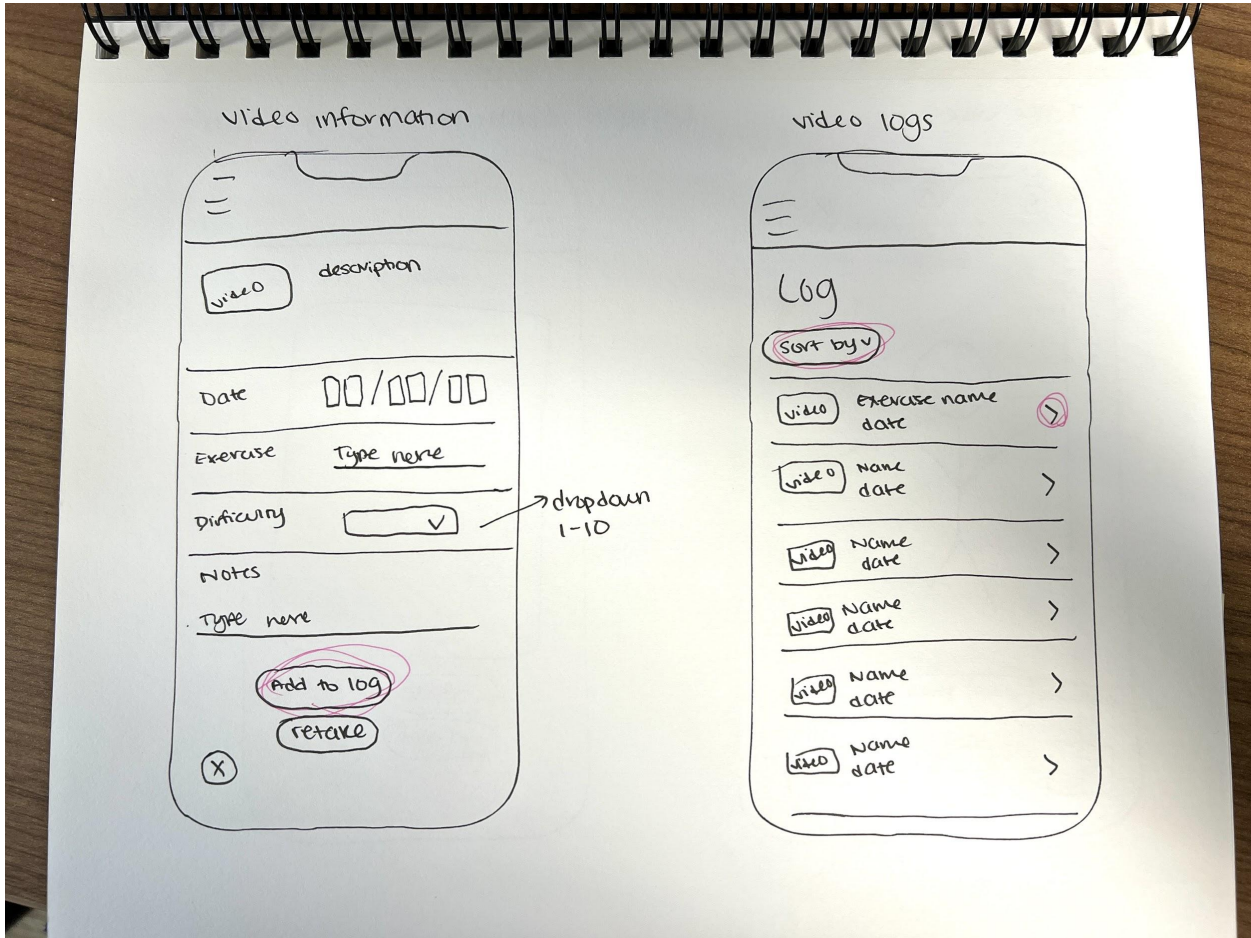 video information
video
description
Date
00/00/00
Exercise
Type here
Difficulty
dropdown
1-10
Notes
Type here
Add to log
retake
X
video logs
Log
Sort by
video
Exercise name
date
video
Name
date
video
Name
date
video
Name
date
video
Name
date
video
Name
date